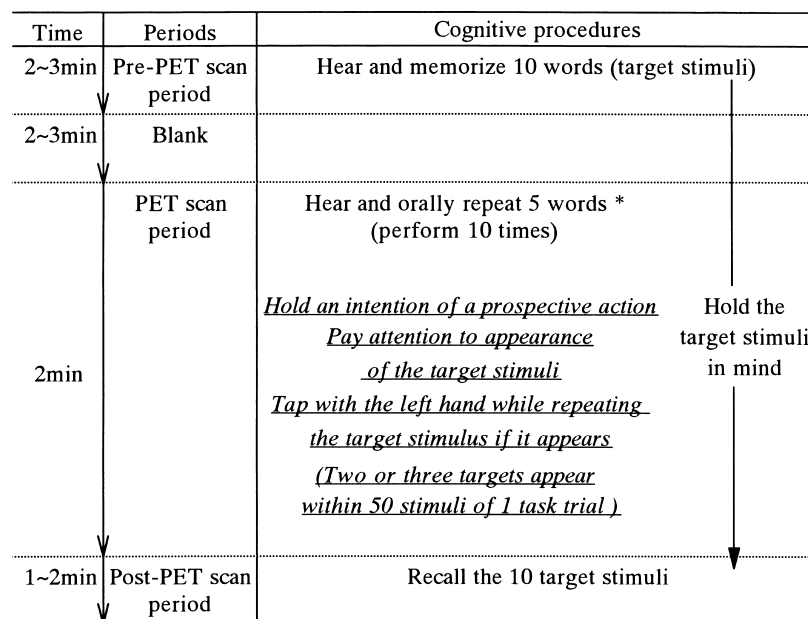 Time Periods Cognitive procedures
2~3min Pre-PET scan period Hear and memorize 10 words (target stimuli)
2~3min Blank
PET scan period
Hear and orally repeat 5 words *
(perform 10 times)
2min
Hold an intention of a prospective action
Pay attention to appearance
of the target stimuli
Tap with the left hand while repeating
the target stimulus if it appears
(Two or three targets appear
within 50 stimuli of 1 task trial )
Hold the
target stimuli
in mind
1~2min Post-PET scan period Recall the 10 target stimuli